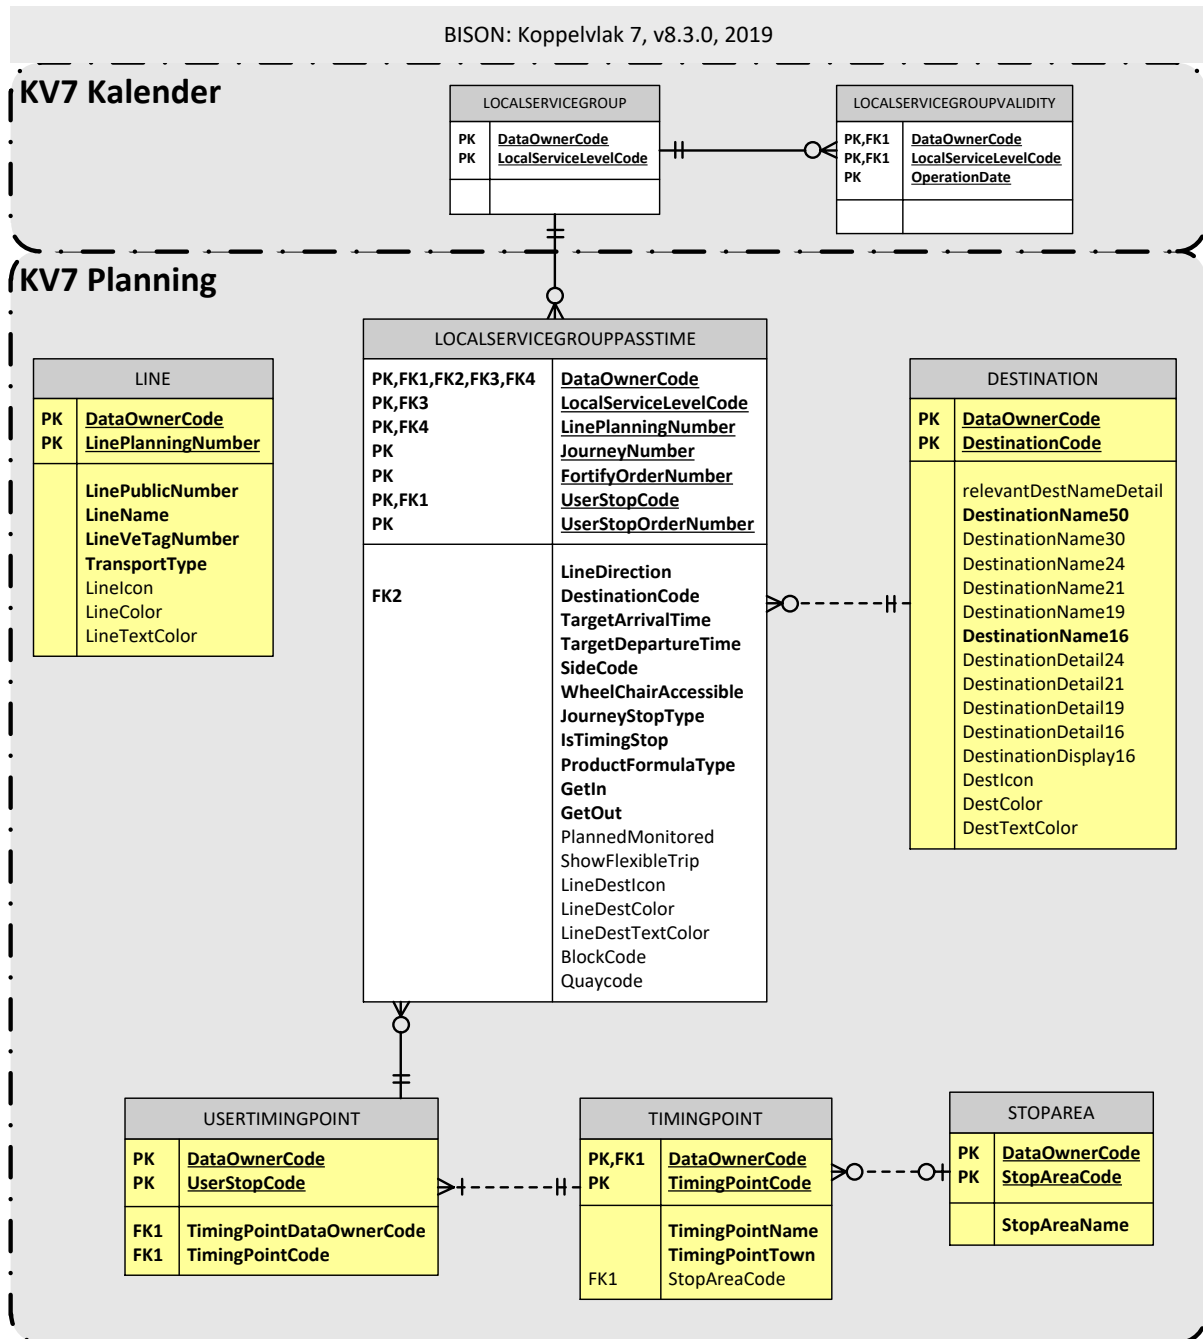 BISON: Koppelvlak 7, v8.3.0, 2019
KV7 Kalender
LOCALSERVICEGROUP
PK DataOwnerCode
PK LocalServiceLevelCode
LOCALSERVICEGROUPVALIDITY
PK,FK1 DataOwnerCode
PK,FK1 LocalServiceLevelCode
PK OperationDate
KV7 Planning
LINE
PK DataOwnerCode
PK LinePlanningNumber
LinePublicNumber
LineName
LineVeTagNumber
TransportType
LineIcon
LineColor
LineTextColor
LOCALSERVICEGROUPPASSTIME
PK,FK1,FK2,FK3,FK4 DataOwnerCode
PK,FK3 LocalServiceLevelCode
PK,FK4 LinePlanningNumber
PK JourneyNumber
PK FortifyOrderNumber
PK,FK1 UserStopCode
PK UserStopOrderNumber
LineDirection
FK2 DestinationCode
TargetArrivalTime
TargetDepartureTime
SideCode
WheelChairAccessible
JourneyStopType
IsTimingStop
ProductFormulaType
GetIn
GetOut
PlannedMonitored
ShowFlexibleTrip
LineDestIcon
LineDestColor
LineDestTextColor
BlockCode
Quaycode
DESTINATION
PK DataOwnerCode
PK DestinationCode
relevantDestNameDetail
DestinationName50
DestinationName30
DestinationName24
DestinationName21
DestinationName19
DestinationName16
DestinationDetail24
DestinationDetail21
DestinationDetail19
DestinationDetail16
DestinationDisplay16
DestIcon
DestColor
DestTextColor
USERTIMINGPOINT
PK DataOwnerCode
PK UserStopCode
FK1 TimingPointDataOwnerCode
FK1 TimingPointCode
TIMINGPOINT
PK,FK1 DataOwnerCode
PK TimingPointCode
TimingPointName
TimingPointTown
FK1 StopAreaCode
STOPAREA
PK DataOwnerCode
PK StopAreaCode
StopAreaName